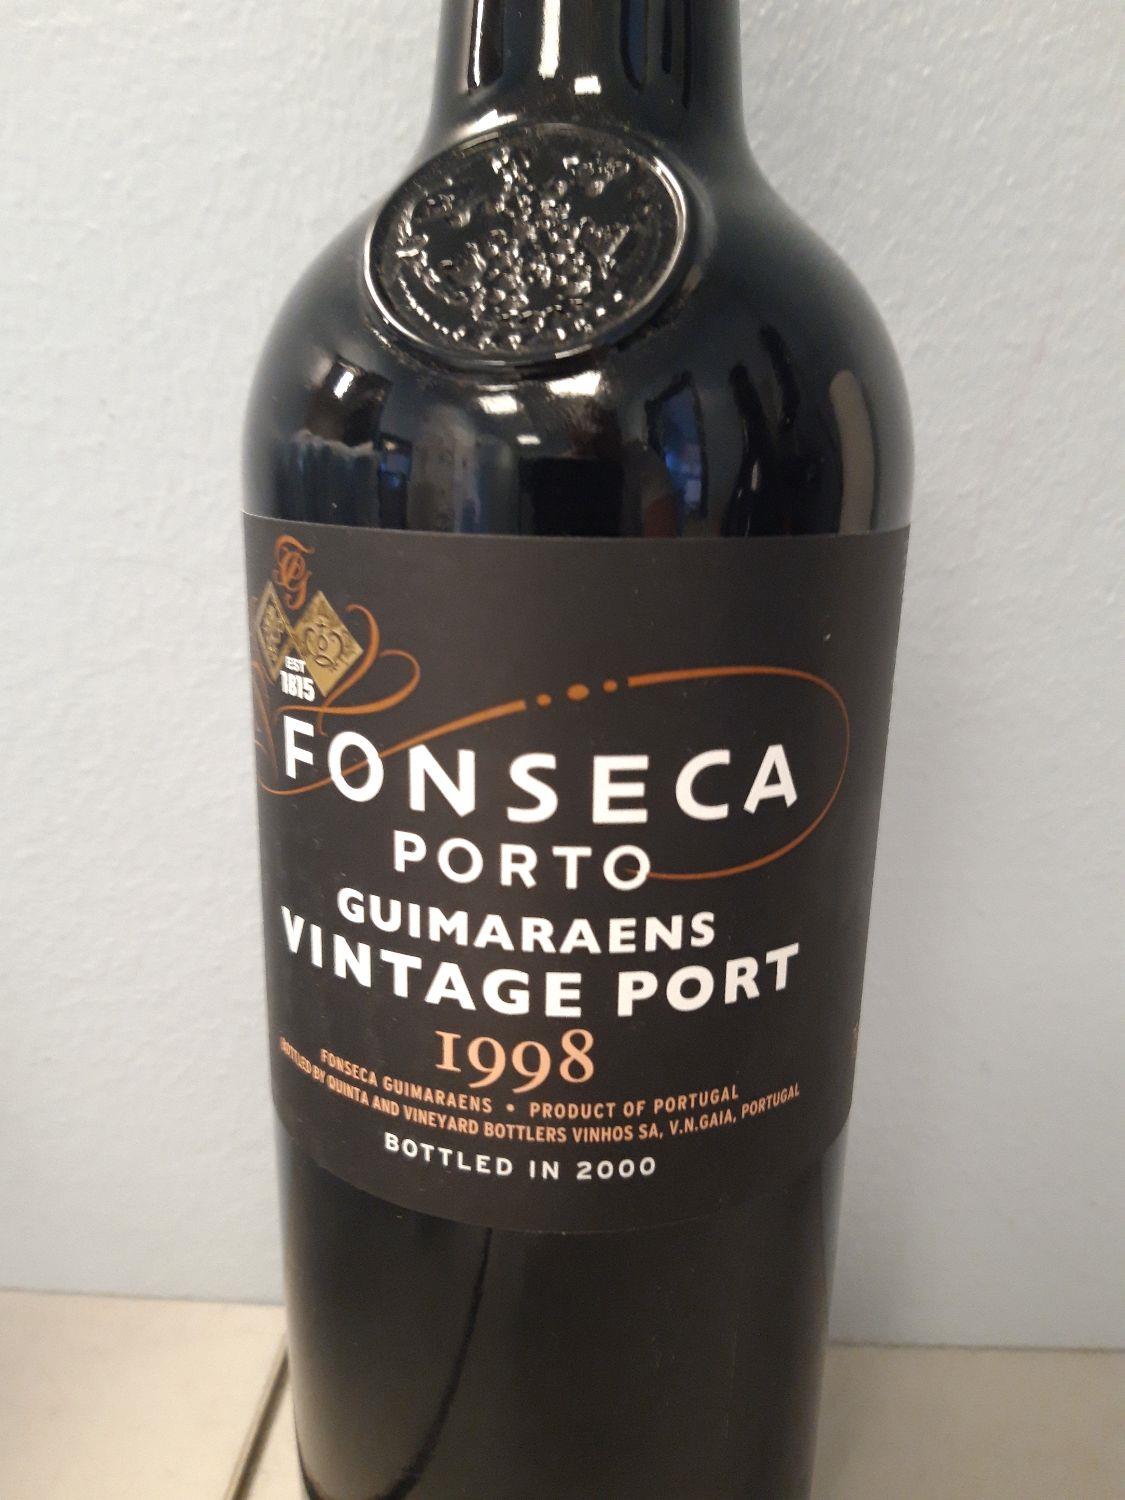 EST
1815
FONSECA
PORTO
GUIMARAENS
VINTAGE PORT
1998
FONSECA GUIMARAENS • PRODUCT OF PORTUGAL
BOTTLED BY QUINTA AND VINEYARD BOTTLERS VINHOS SA, V.N.GAIA, PORTUGAL
BOTTLED IN 2000